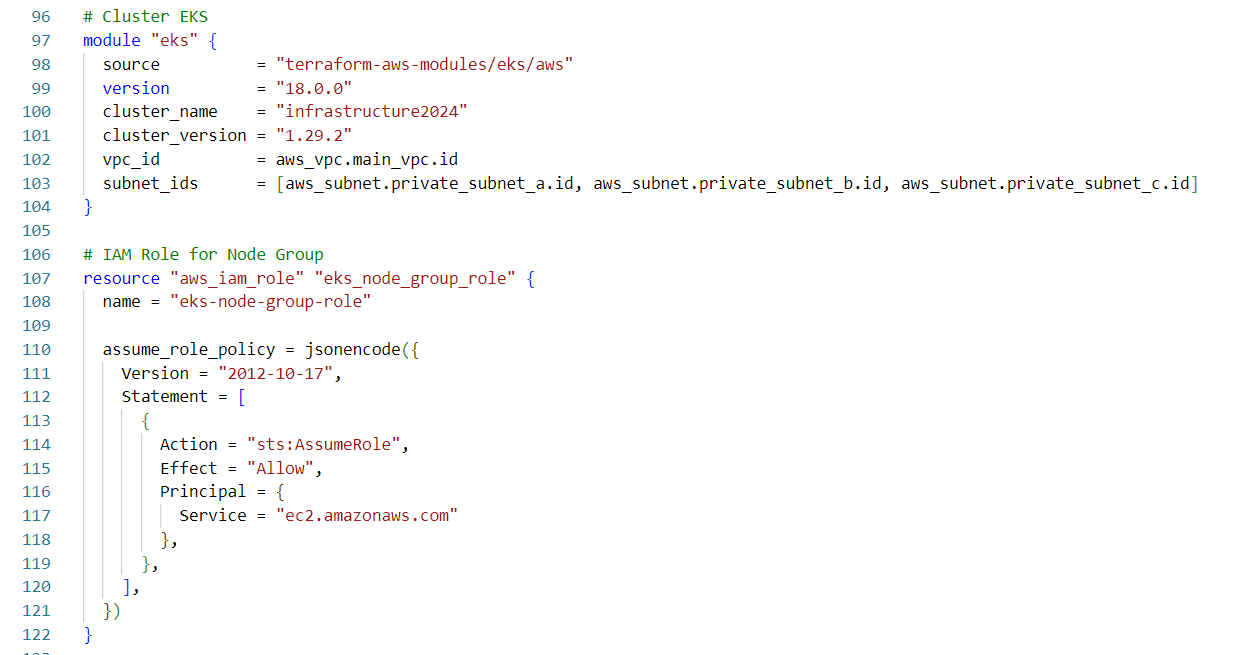 96 # Cluster EKS
97 module "eks" {
98   source          = "terraform-aws-modules/eks/aws"
99   version         = "18.0.0"
100   cluster_name    = "infrastructure2024"
101   cluster_version = "1.29.2"
102   vpc_id          = aws_vpc.main_vpc.id
103   subnet_ids      = [aws_subnet.private_subnet_a.id, aws_subnet.private_subnet_b.id, aws_subnet.private_subnet_c.id]
104 }
105
106 # IAM Role for Node Group
107 resource "aws_iam_role" "eks_node_group_role" {
108   name = "eks-node-group-role"
109
110   assume_role_policy = jsonencode({
111     Version = "2012-10-17",
112     Statement = [
113       {
114         Action = "sts:AssumeRole",
115         Effect = "Allow",
116         Principal = {
117           Service = "ec2.amazonaws.com"
118         },
119       },
120     ],
121   })
122 }